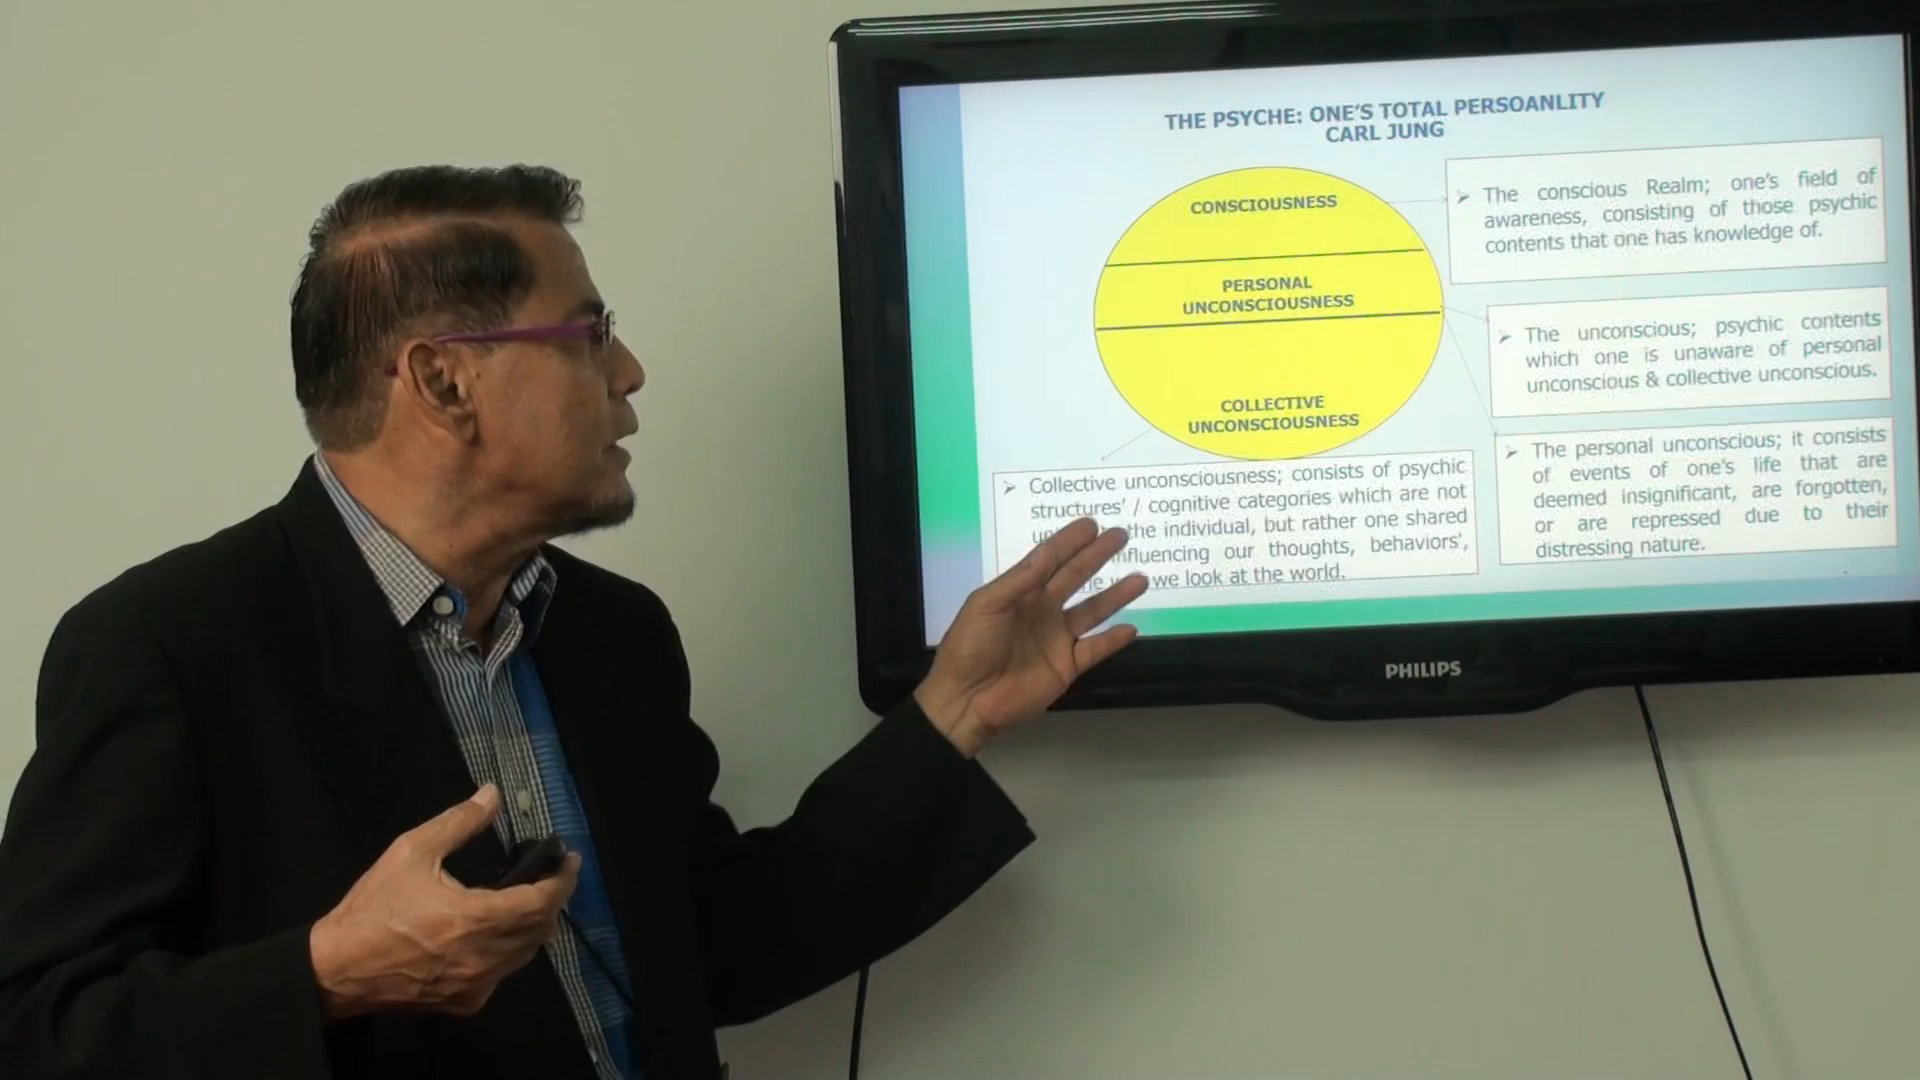 THE PSYCHE: ONE'S TOTAL PERSOANLITY
CARL JUNG
CONSCIOUSNESS
PERSONAL
UNCONSCIOUSNESS
COLLECTIVE
UNCONSCIOUSNESS
The conscious Realm; one's field of
awareness, consisting of those psychic
contents that one has knowledge of.
The unconscious; psychic contents
which one is unaware of personal
unconscious & collective unconscious.
The personal unconscious; it consists
of events of one's life that are
deemed insignificant, are forgotten,
or are repressed due to their
distressing nature.
Collective unconsciousness; consists of psychic
structures' / cognitive categories which are not
the individual, but rather one shared
our thoughts, behaviors',
we look at the world.
PHILIPS